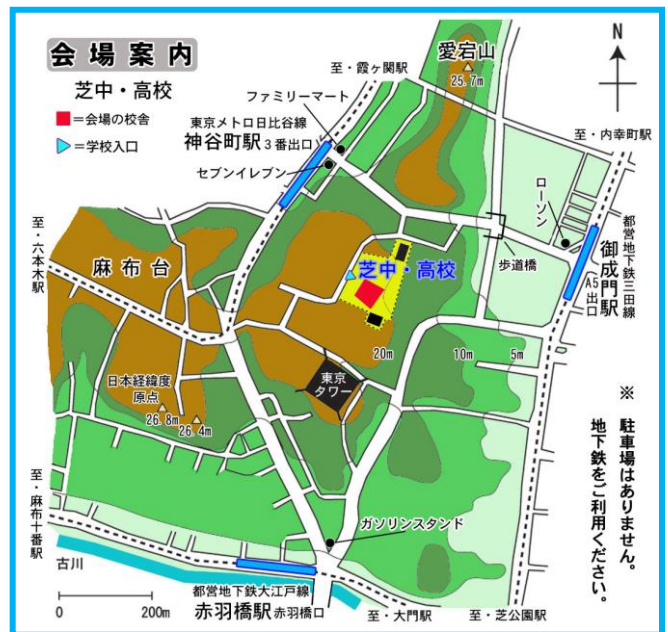 会場案内
芝中・高校
=会場の校舎
=学校入口
N
愛宕山
25.7m
至・霞ヶ関駅
ファミリーマート
東京メトロ日比谷線
神谷町駅 3番出口
セブンイレブン
至・内幸町駅
ローソン
都営地下鉄三田線
御成門駅
A5出口
歩道橋
至・六本木駅
麻布台
芝中・高校
20m
10m
5m
東京
タワー
日本経緯度
原点
26.8m
26.4m
※ 駐車場はありません。
地下鉄をご利用ください。
至・麻布十番駅
ガソリンスタンド
古川
0 200m
都営地下鉄大江戸線
赤羽橋駅 赤羽橋口
至・大門駅
至・芝公園駅